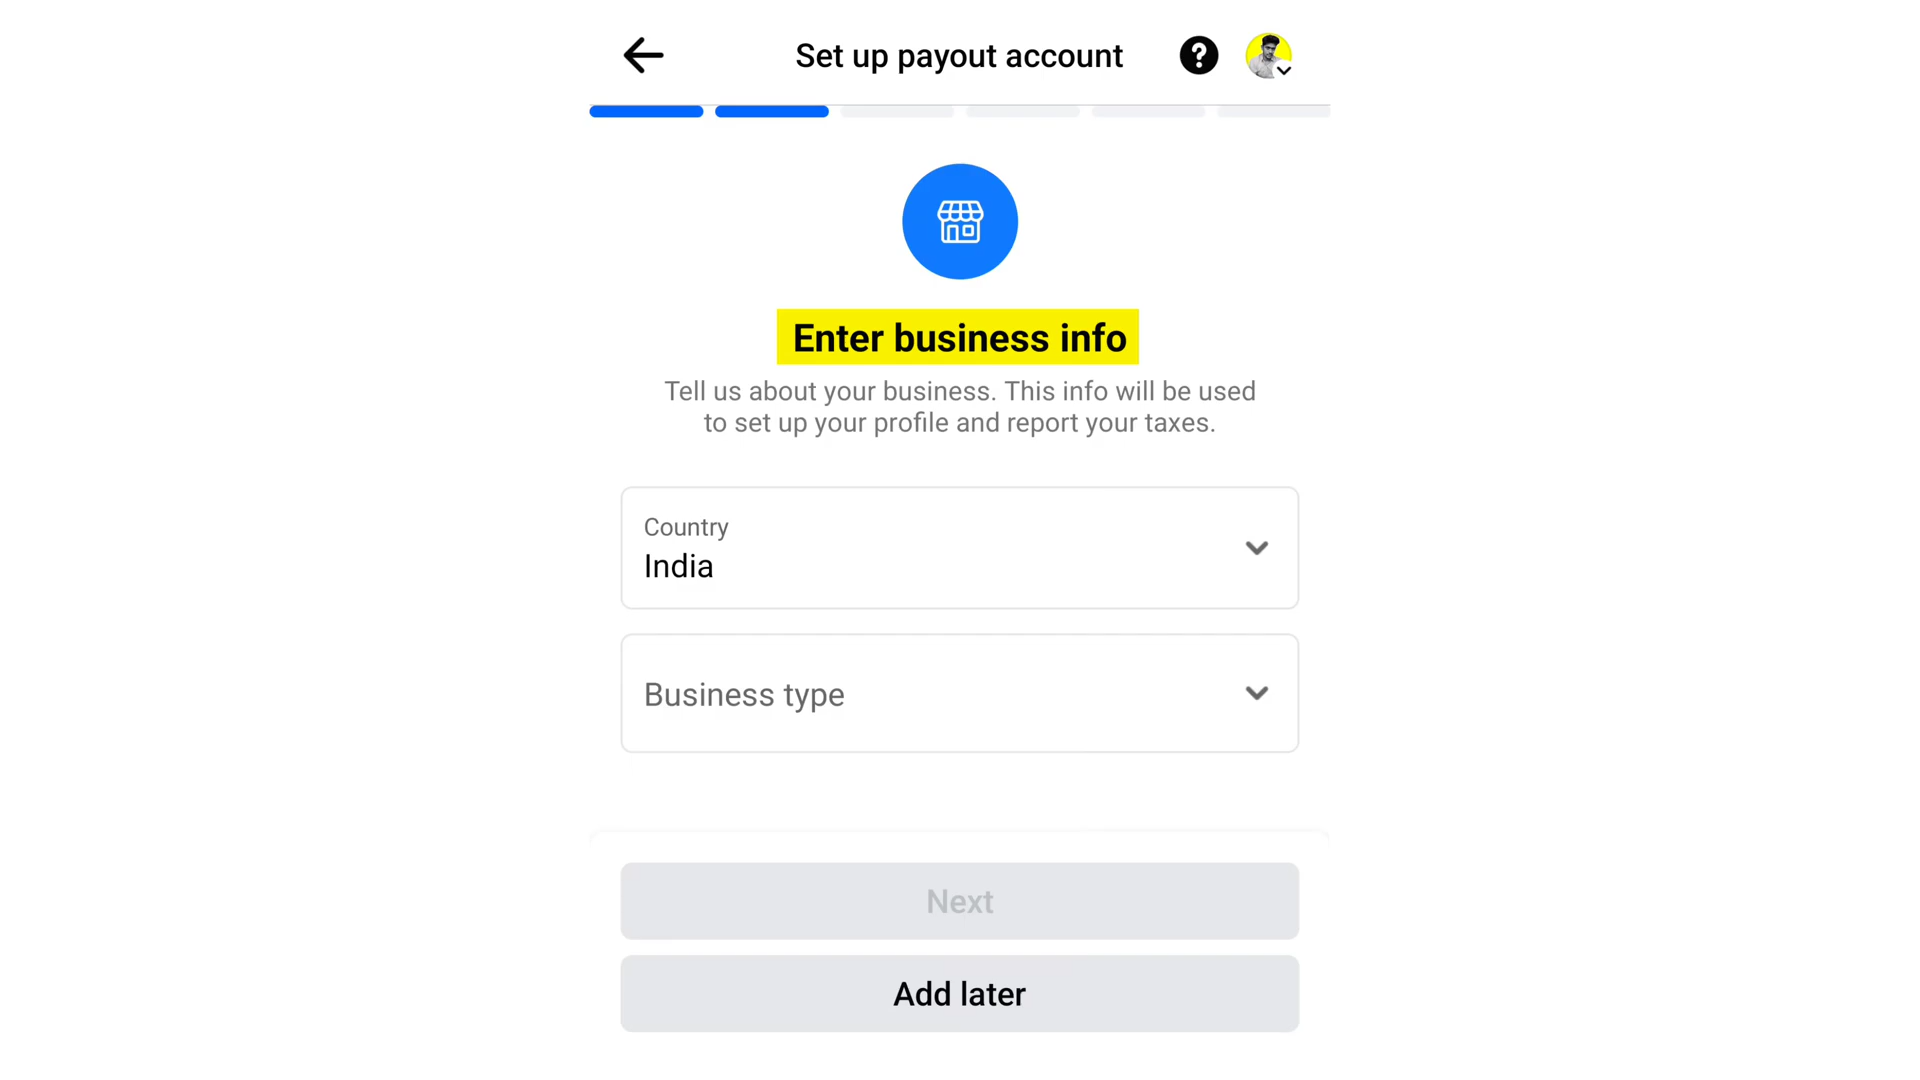 Set up payout account
Enter business info
Tell us about your business. This info will be used
to set up your profile and report your taxes.
Country
India
Business type
Next
Add later